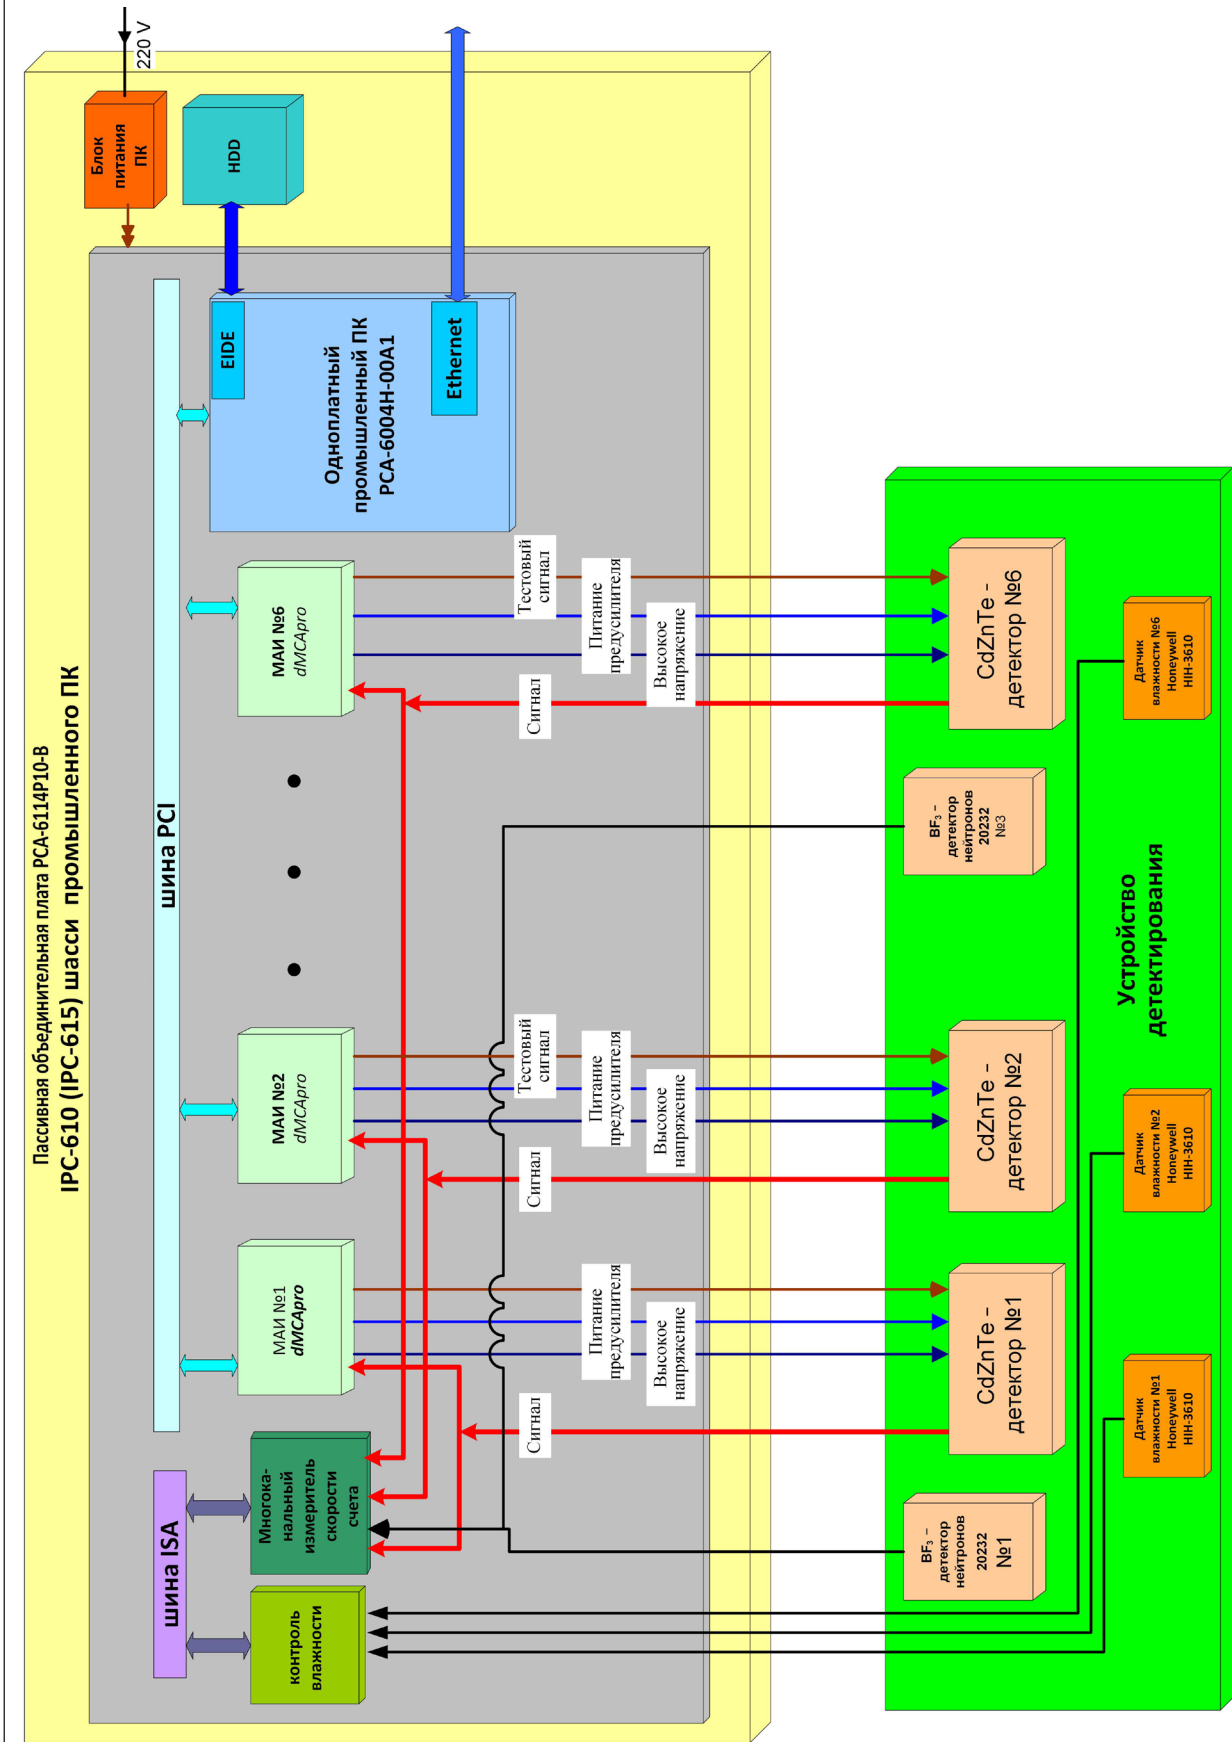 Пассивная объединительная плата PCA-6114P10-B
IPC-610 (IPC-615) шасси промышленного ПК
220 V
Блок
питания
ПК
HDD
шина ISA
шина PCI
контроль
влажности
Многока-
нальный
измеритель
скорости
счета
МАИ №1
dMCApro
МАИ №2
dMCApro
МАИ №6
dMCApro
EIDE
Одноплатный
промышленный ПК
PCA-6004H-00A1
Ethernet
Сигнал
Питание
предусилителя
Высокое
напряжение
Сигнал
Тестовый
сигнал
Питание
предусилителя
Высокое
напряжение
Сигнал
Тестовый
сигнал
Питание
предусилителя
Высокое
напряжение
BF₃ –
детектор
нейтронов
20232
№1
CdZnTe -
детектор №1
CdZnTe -
детектор №2
BF₃ –
детектор
нейтронов
20232
№3
CdZnTe -
детектор №6
Устройство
детектирования
Датчик
влажности №1
Honeywell
HIH-3610
Датчик
влажности №2
Honeywell
HIH-3610
Датчик
влажности №6
Honeywell
HIH-3610